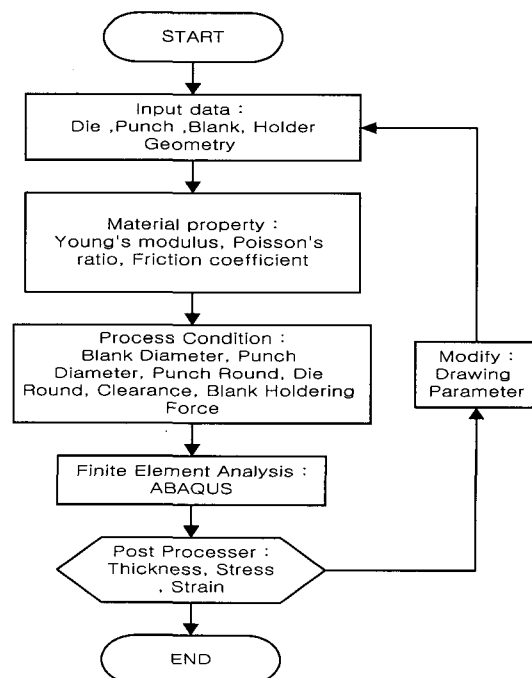 START
Input data :
Die ,Punch ,Blank, Holder
Geometry
Material property :
Young's modulus, Poisson's
ratio, Friction coefficient
Process Condition :
Blank Diameter, Punch
Diameter, Punch Round, Die
Round, Clearance, Blank Holdering
Force
Modify :
Drawing
Parameter
Finite Element Analysis :
ABAQUS
Post Processer :
Thickness, Stress
, Strain
END